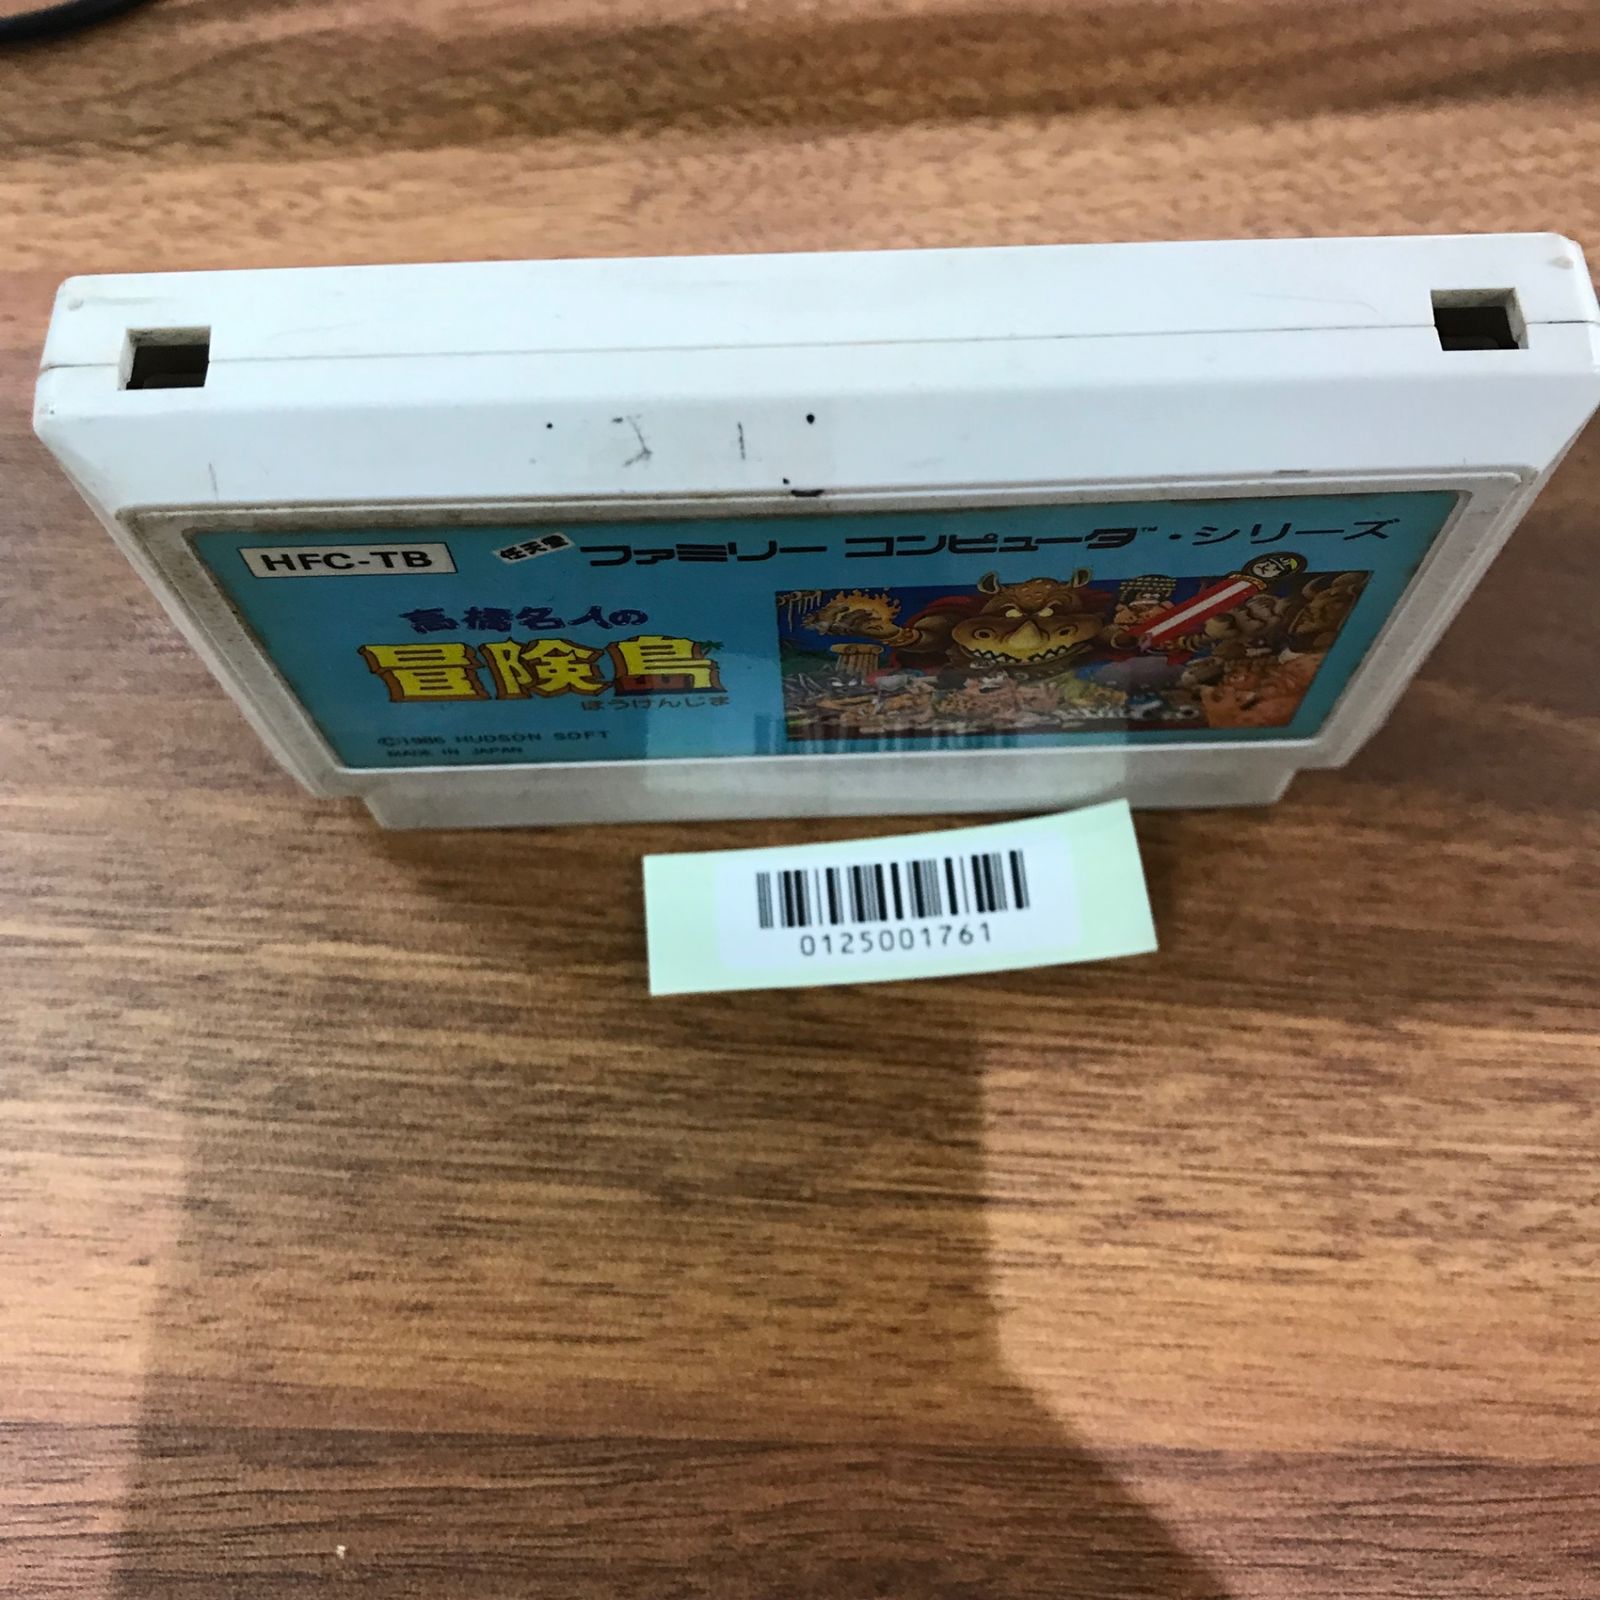 HFC-TB
任天堂
ファミリー コンピュータ™・シリーズ
高橋名人の
冒険島
ぼうけんじま
©1986 HUDSON SOFT
MADE IN JAPAN
0125001761